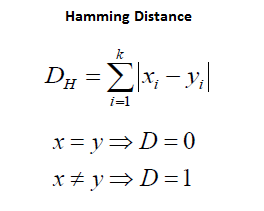 Hamming Distance
D_H = \sum_{i=1}^{k} |x_i - y_i|
x = y ⇒ D = 0
x ≠ y ⇒ D = 1